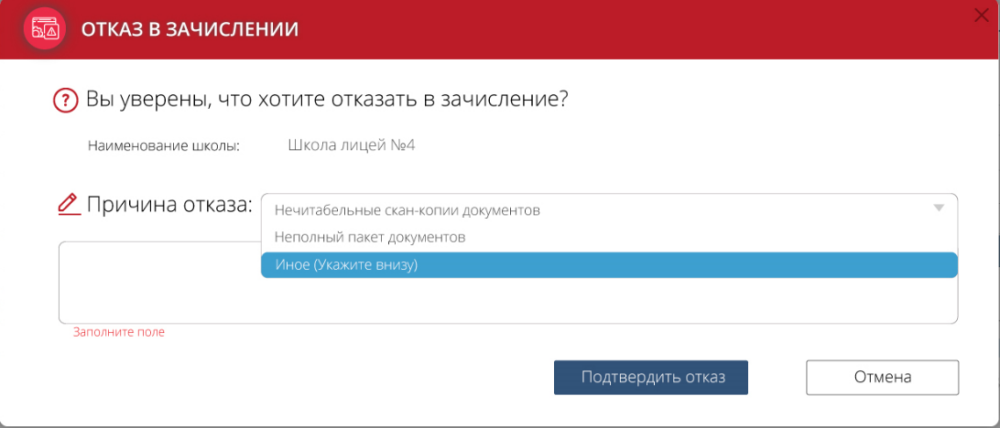 ОТКАЗ В ЗАЧИСЛЕНИИ
Вы уверены, что хотите отказать в зачисление?
Наименование школы: Школа лицей №4
Причина отказа:
Нечитабельные скан-копии документов
Неполный пакет документов
Иное (Укажите внизу)
Заполните поле
Подтвердить отказ Отмена